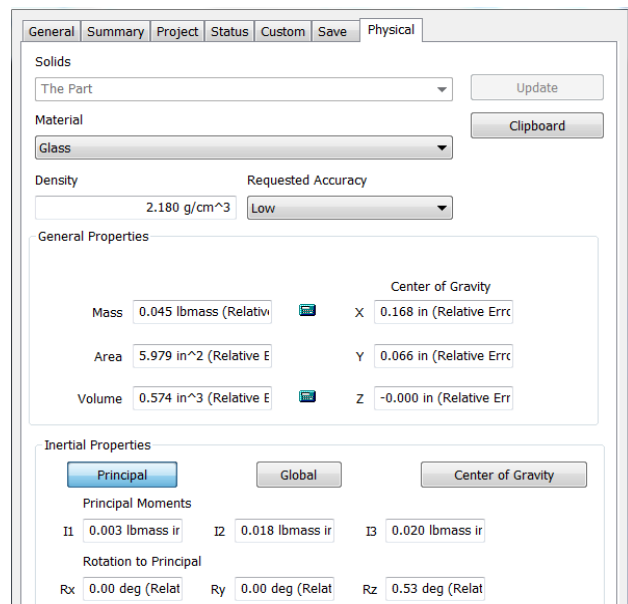 General Summary Project Status Custom Save Physical
Solids
The Part
Update
Material
Clipboard
Glass
Density Requested Accuracy
2.180 g/cm^3 Low
General Properties
Center of Gravity
Mass 0.045 lbmass (Relativ X 0.168 in (Relative Errc
Area 5.979 in^2 (Relative E Y 0.066 in (Relative Errc
Volume 0.574 in^3 (Relative E Z -0.000 in (Relative Err
Inertial Properties
Principal Global Center of Gravity
Principal Moments
I1 0.003 lbmass ir I2 0.018 lbmass ir I3 0.020 lbmass ir
Rotation to Principal
Rx 0.00 deg (Relat Ry 0.00 deg (Relat Rz 0.53 deg (Relat